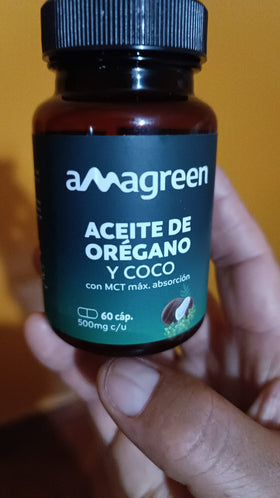 amagreen
ACEITE DE
ORÉGANO
Y COCO
con MCT máx. absorción
60 cáp.
500mg c/u